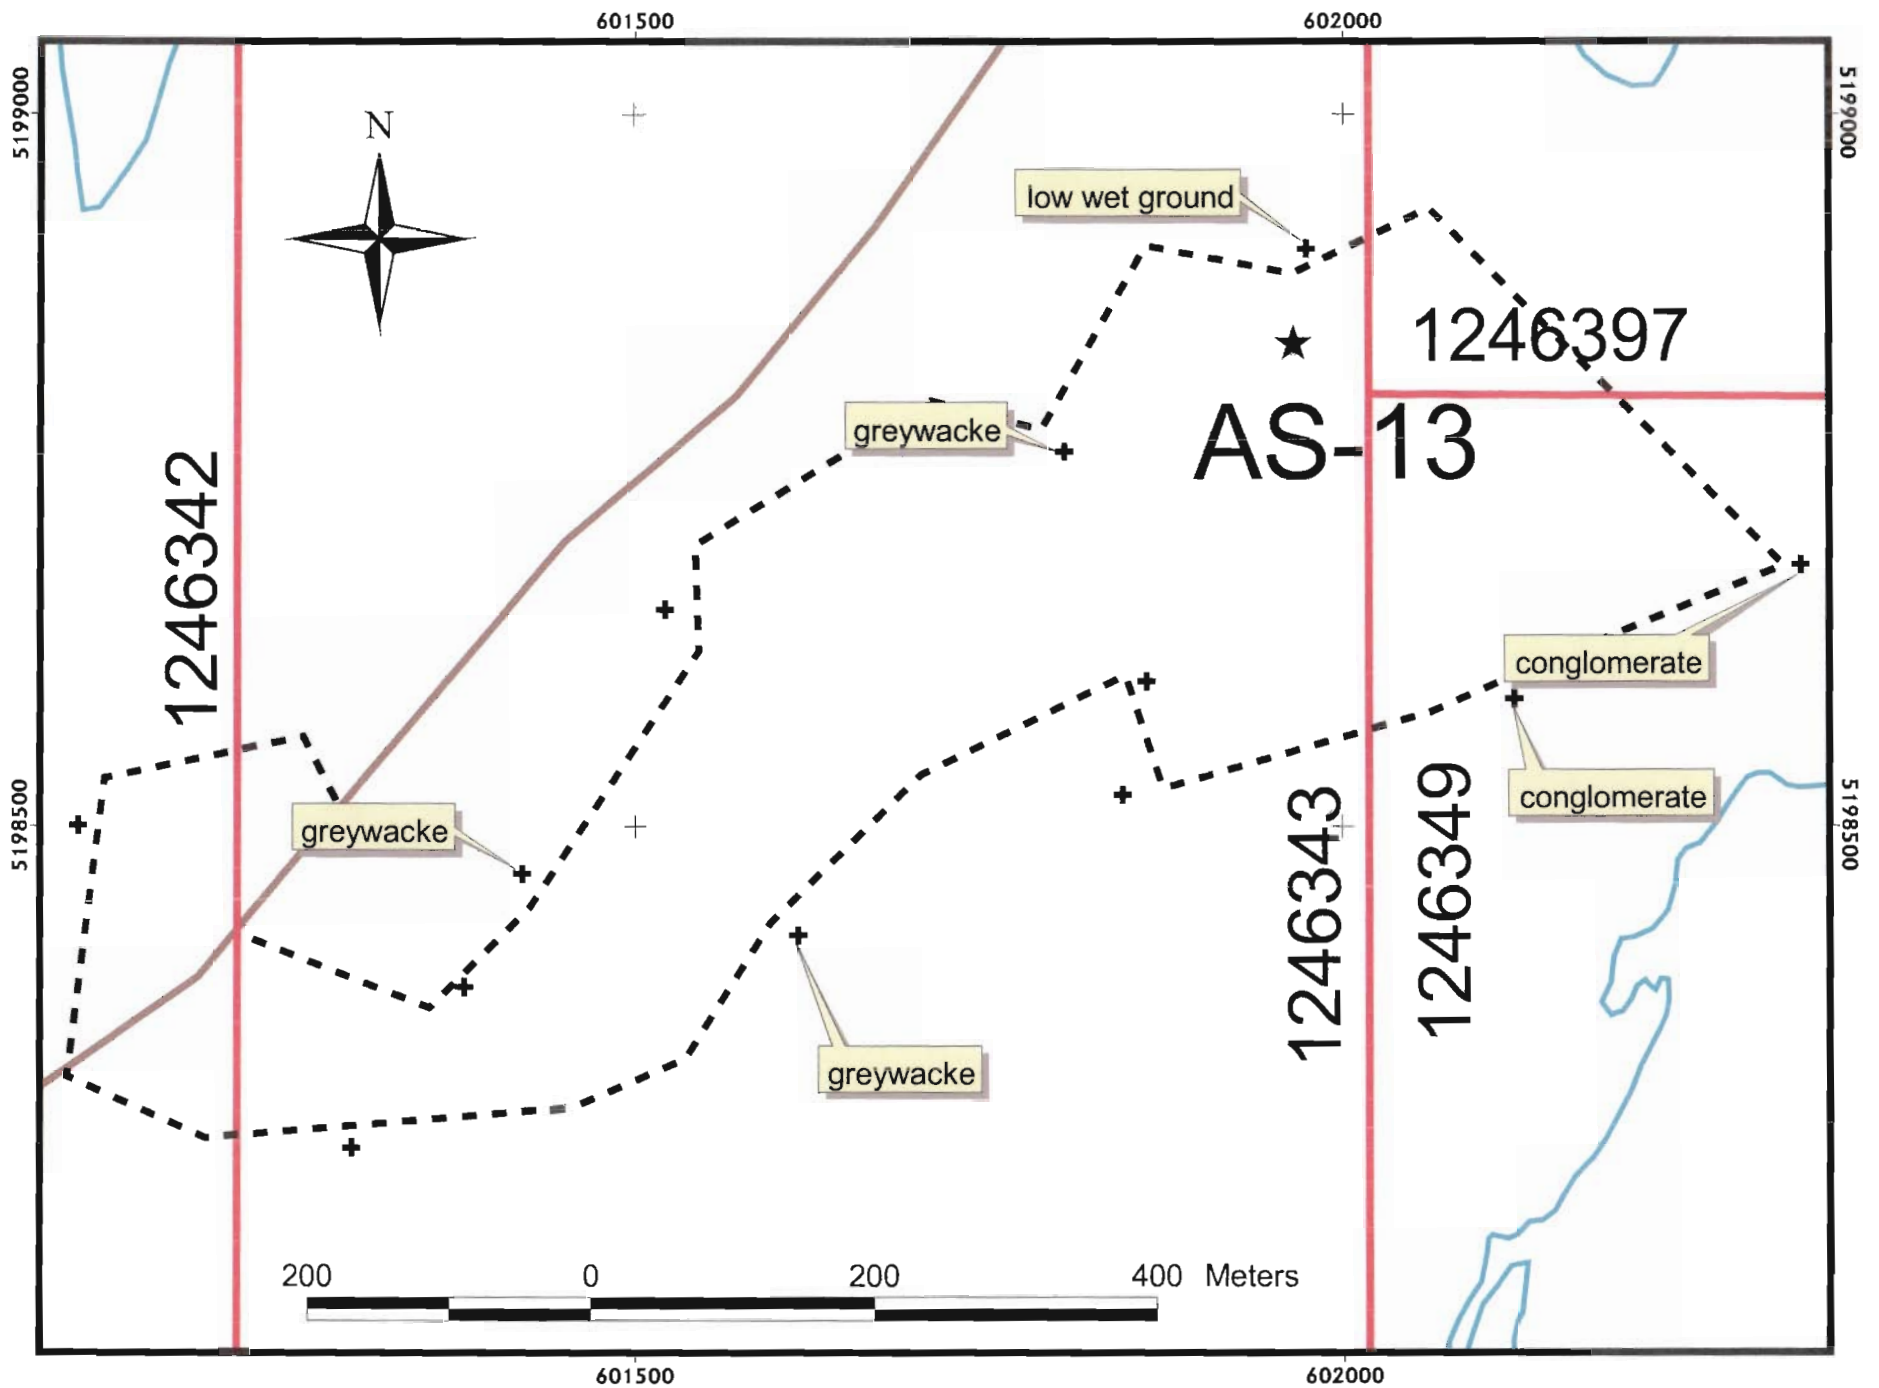 601500
602000
5199000
5199000
N
low wet ground
1246397
greywacke
AS-13
1246342
conglomerate
conglomerate
greywacke
5198500
5198500
1246343
1246349
greywacke
200 0 200 400 Meters
601500
602000